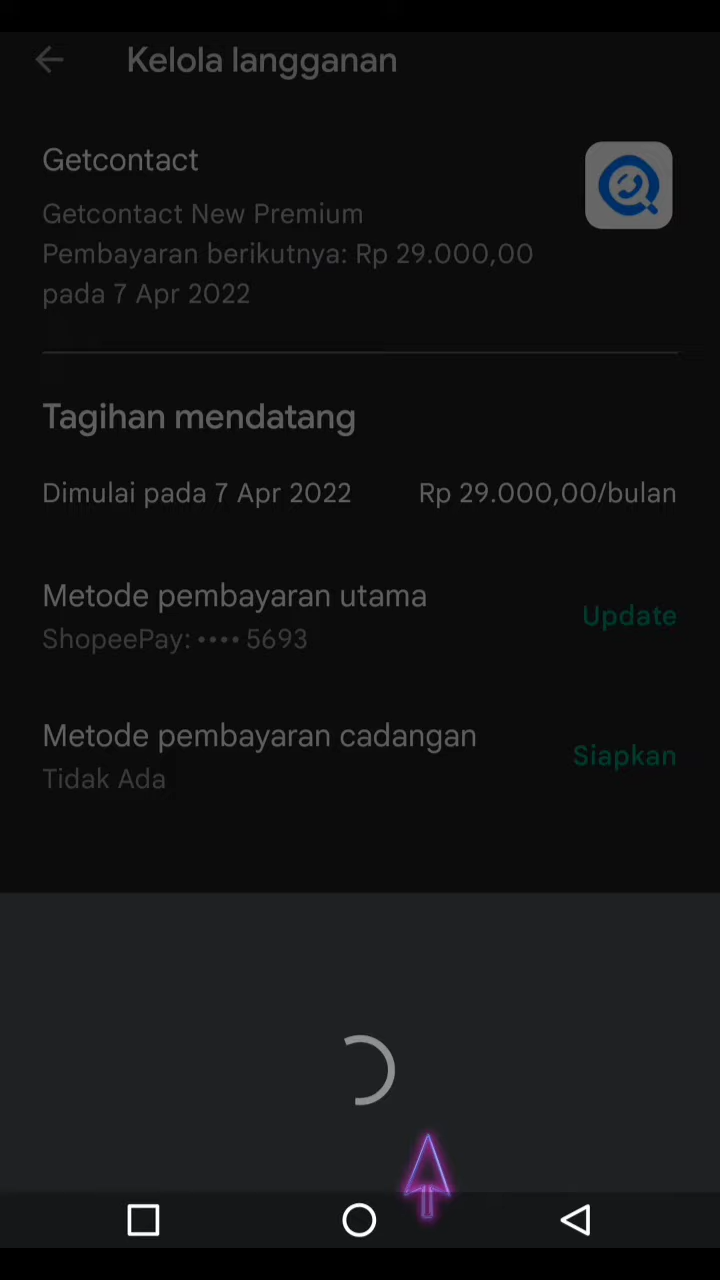 Kelola langganan
Getcontact
Getcontact New Premium
Pembayaran berikutnya: Rp 29.000,00
pada 7 Apr 2022
Tagihan mendatang
Dimulai pada 7 Apr 2022 Rp 29.000,00/bulan
Metode pembayaran utama
Update
ShopeePay: •••• 5693
Metode pembayaran cadangan
Siapkan
Tidak Ada